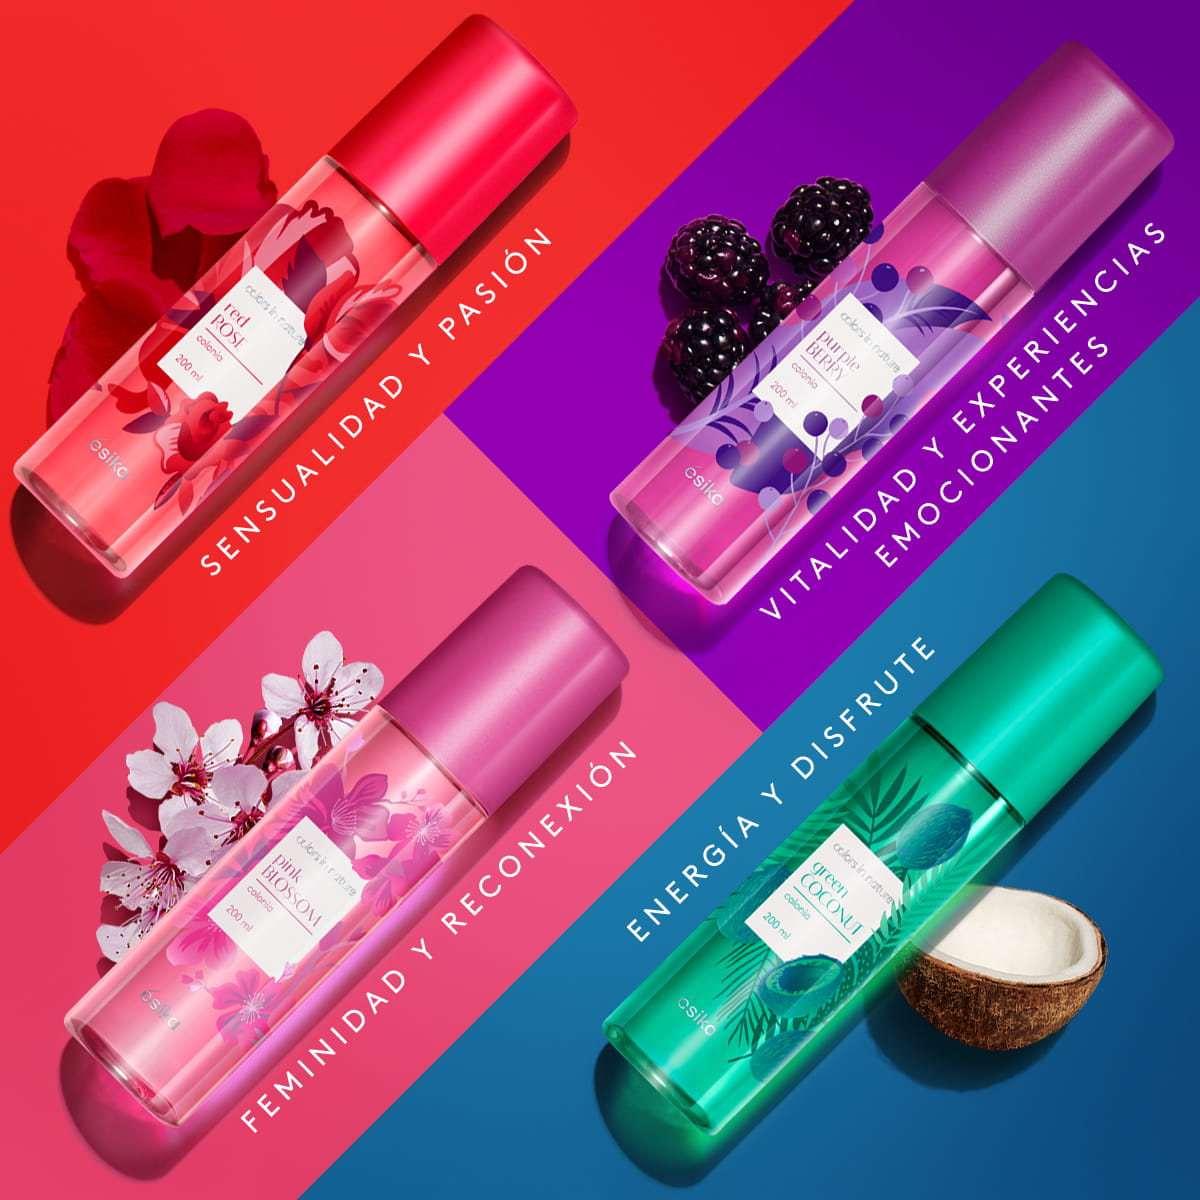 colors in nature
red
ROSE
colonia
200 ml
ésika
SENSUALIDAD Y PASIÓN
colors in nature
purple
BERRY
colonia
200 ml
ésika
VITALIDAD Y EXPERIENCIAS
EMOCIONANTES
colors in nature
pink
BLOSSOM
colonia
200 ml
ésika
FEMINIDAD Y RECONEXIÓN
colors in nature
green
COCONUT
colonia
200 ml
ésika
ENERGÍA Y DISFRUTE